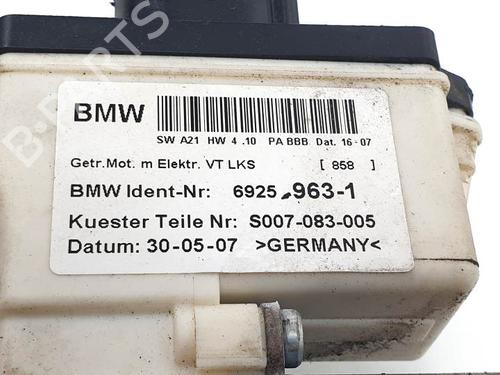 BMW
SW A21 HW 4.10 PA BBB Dat. 16-07
Getr.Mot. m Elektr. VT LKS [ 858 ]
BMW Ident-Nr: 6925 963-1
Kuester Teile Nr: S007-083-005
Datum: 30-05-07 >GERMANY<
B-PARTS